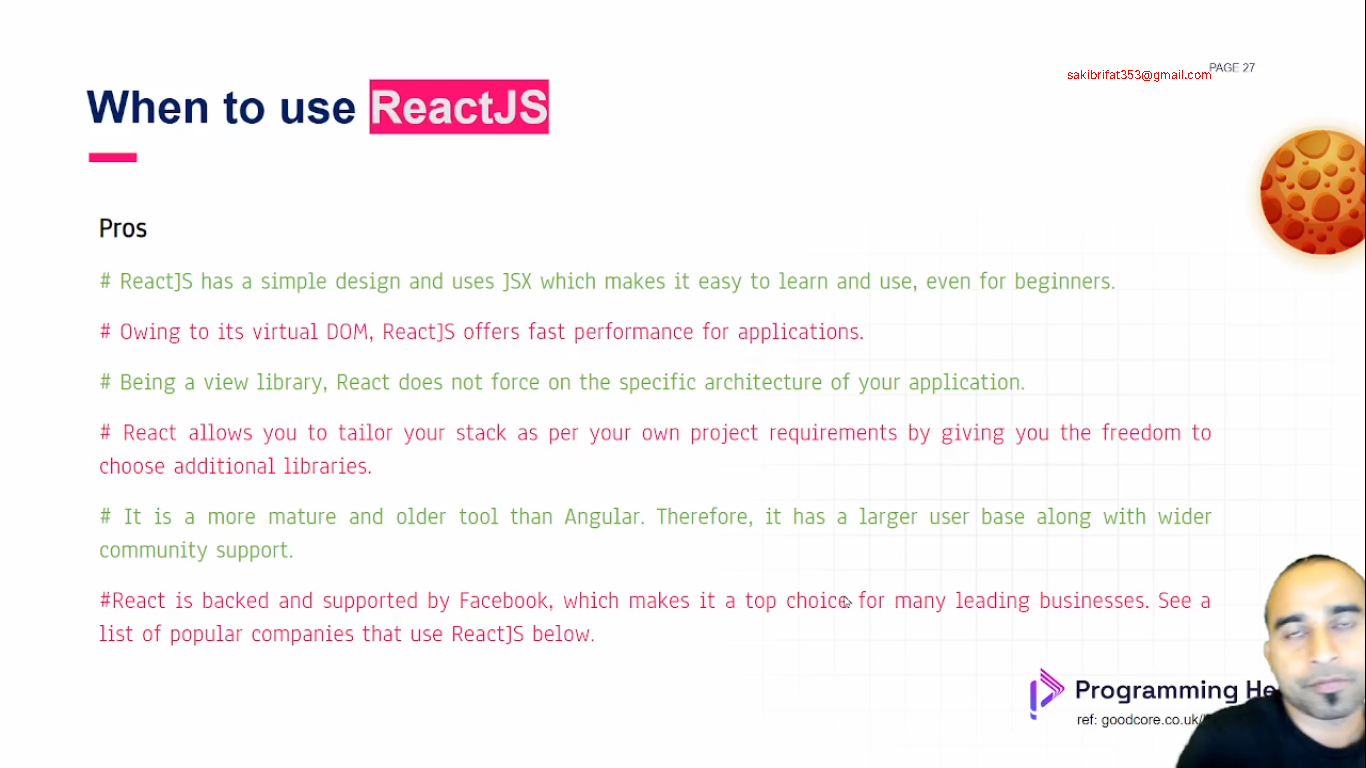 PAGE 27
sakibrifat353@gmail.com
When to use ReactJS
Pros
# ReactJS has a simple design and uses JSX which makes it easy to learn and use, even for beginners.
# Owing to its virtual DOM, ReactJS offers fast performance for applications.
# Being a view library, React does not force on the specific architecture of your application.
# React allows you to tailor your stack as per your own project requirements by giving you the freedom to
choose additional libraries.
# It is a more mature and older tool than Angular. Therefore, it has a larger user base along with wider
community support.
#React is backed and supported by Facebook, which makes it a top choice for many leading businesses. See a
list of popular companies that use ReactJS below.
Programming He
ref: goodcore.co.uk/